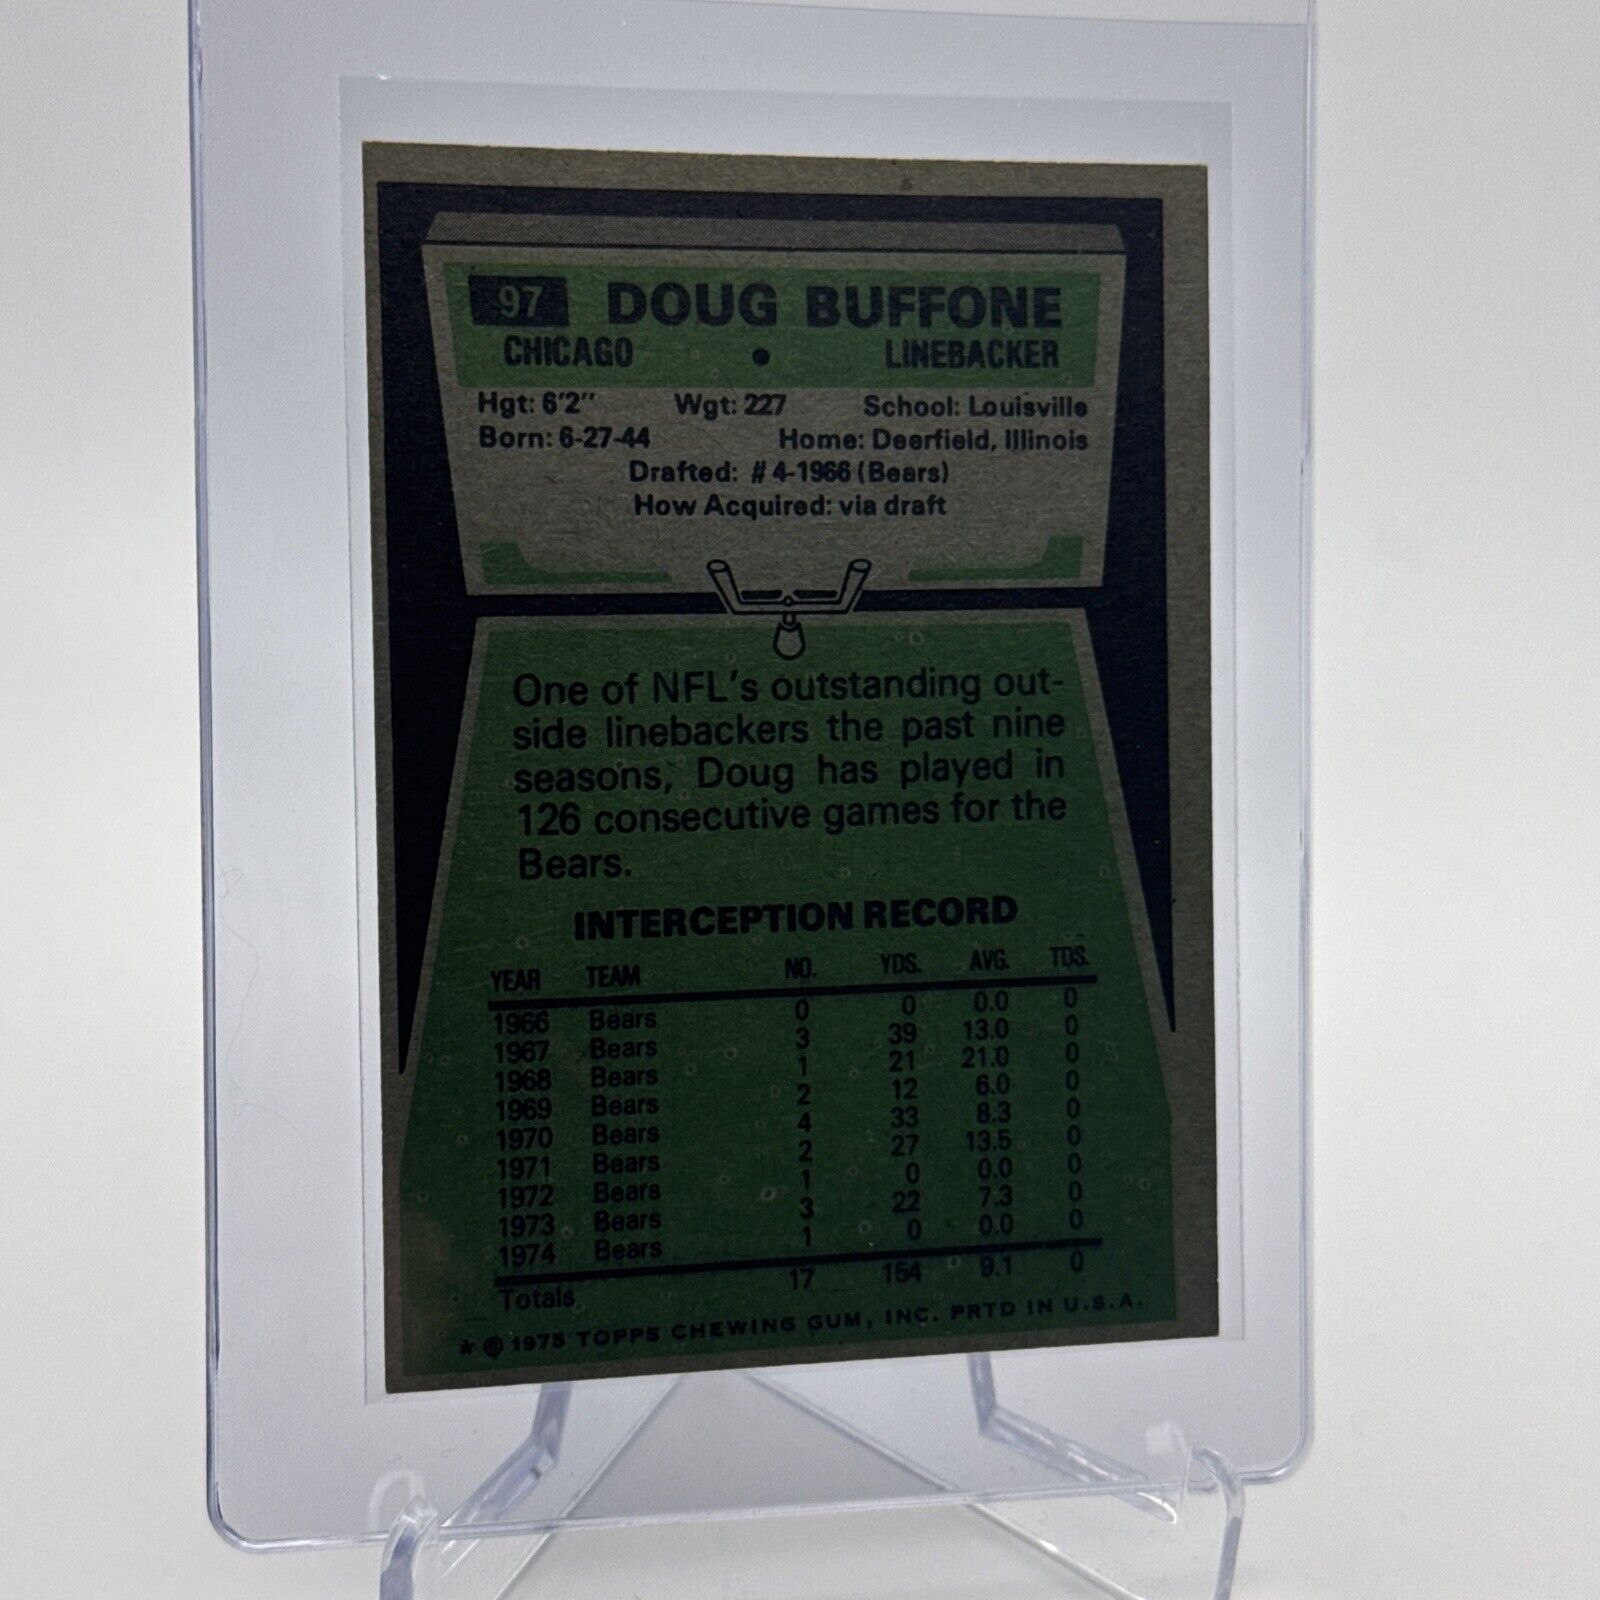 97 DOUG BUFFONE
CHICAGO • LINEBACKER
Hgt: 6'2" Wgt: 227 School: Louisville
Born: 6-27-44 Home: Deerfield, Illinois
Drafted: #4-1966 (Bears)
How Acquired: via draft
One of NFL's outstanding out-
side linebackers the past nine
seasons, Doug has played in
126 consecutive games for the
Bears.
INTERCEPTION RECORD
YEAR TEAM NO. YDS. AVG. TDS.
1966 Bears 0 0 0.0 0
1967 Bears 3 39 13.0 0
1968 Bears 1 21 21.0 0
1969 Bears 2 12 6.0 0
1970 Bears 4 33 8.3 0
1971 Bears 2 27 13.5 0
1972 Bears 1 0 0.0 0
1973 Bears 3 22 7.3 0
1974 Bears 1 0 0.0 0
Totals 17 154 9.1 0
* © 1975 TOPPS CHEWING GUM, INC. PRTD IN U.S.A.